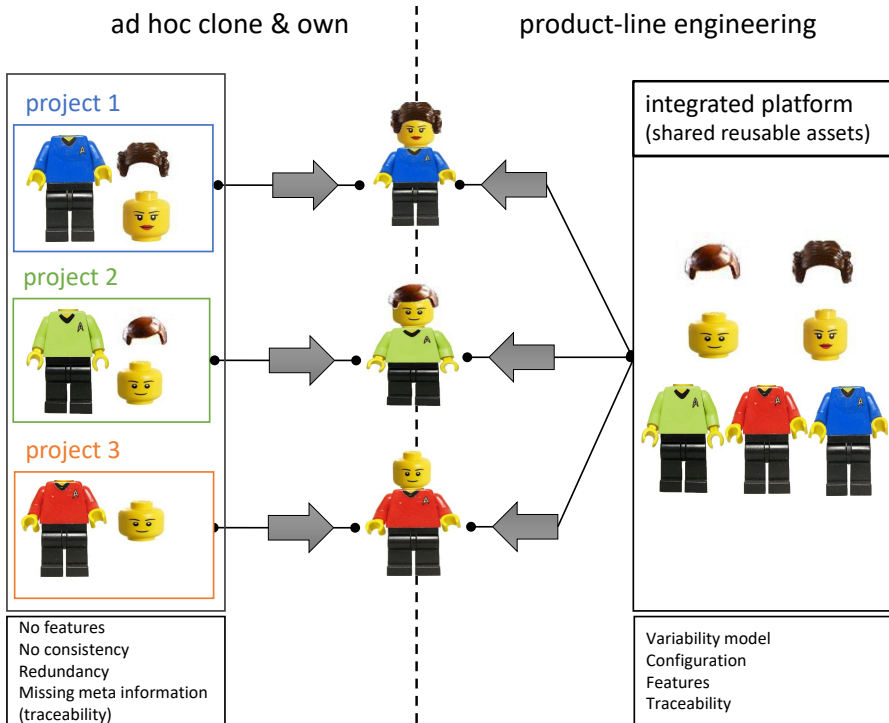 ad hoc clone & own
product-line engineering
project 1
project 2
project 3
No features
No consistency
Redundancy
Missing meta information
(traceability)
integrated platform
(shared reusable assets)
Variability model
Configuration
Features
Traceability